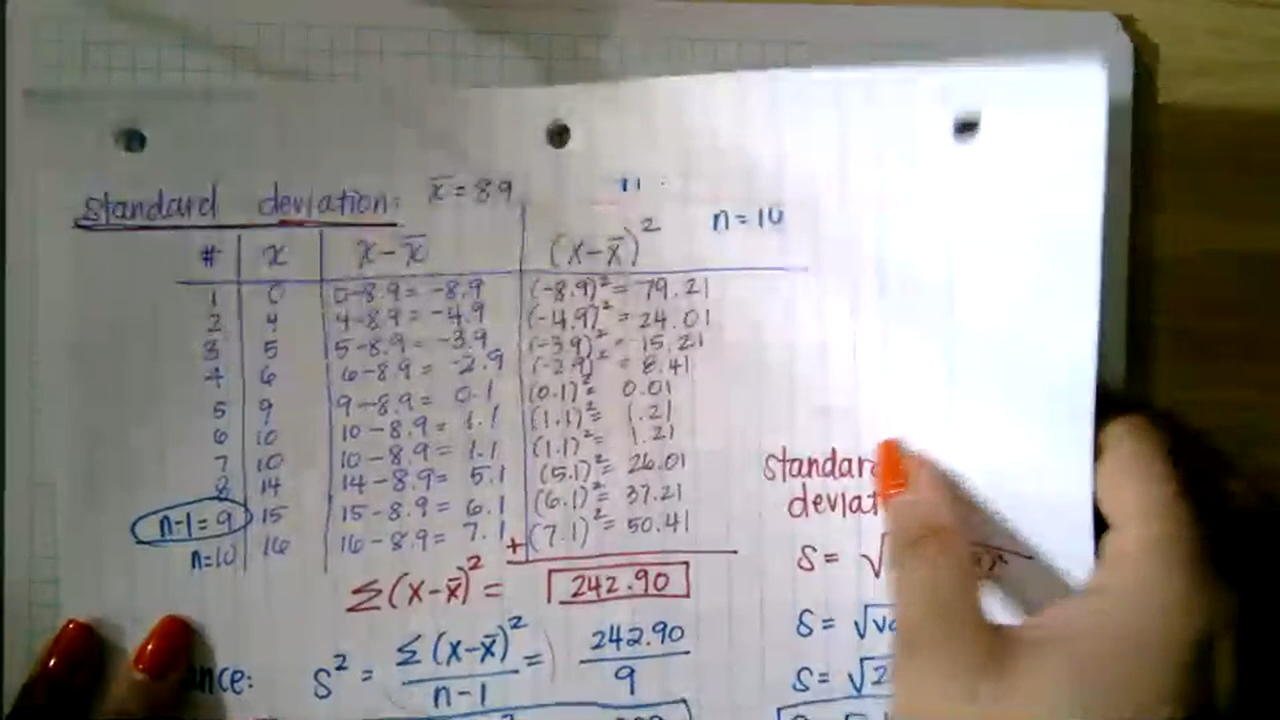 standard deviation: x̄ = 8.9
n = 10
# x x - x̄ (x-x̄)²
1 0 0-8.9 = -8.9 (-8.9)² = 79.21
2 4 4-8.9 = -4.9 (-4.9)² = 24.01
3 5 5-8.9 = -3.9 (-3.9)² = 15.21
4 6 6-8.9 = -2.9 (-2.9)² = 8.41
5 9 9-8.9 = 0.1 (0.1)² = 0.01
6 10 10-8.9 = 1.1 (1.1)² = 1.21
7 10 10-8.9 = 1.1 (1.1)² = 1.21
8 14 14-8.9 = 5.1 (5.1)² = 26.01
n-1 = 9 15 15-8.9 = 6.1 (6.1)² = 37.21
n=10 16 16-8.9 = 7.1 + (7.1)² = 50.41
Σ(x-x̄)² = 242.90
s² = Σ(x-x̄)² / n-1 = 242.90 / 9
s = √
s = √
s = √2